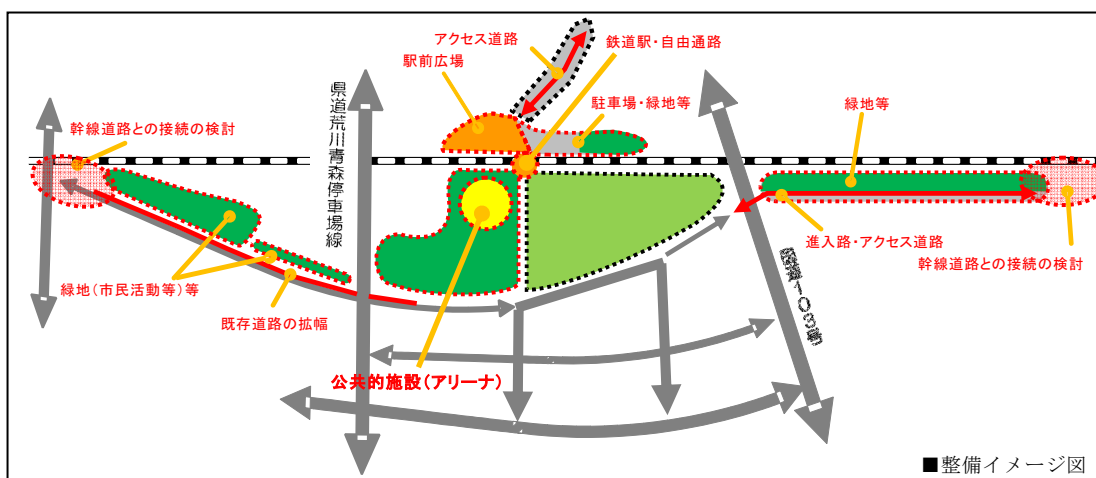 アクセス道路
鉄道駅・自由通路
駅前広場
駐車場・緑地等
緑地等
幹線道路との接続の検討
県道荒川青森停車場線
進入路・アクセス道路
幹線道路との接続の検討
緑地(市民活動等)等
既存道路の拡幅
公共的施設(アリーナ)
103号
■整備イメージ図